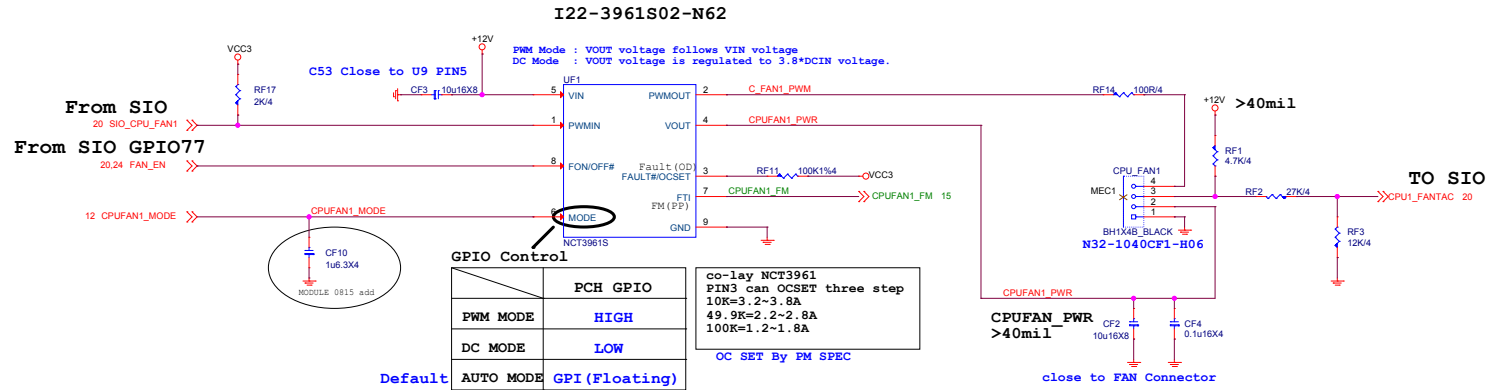 I22-3961S02-N62
+12V
PWM Mode : VOUT voltage follows VIN voltage
DC Mode : VOUT voltage is regulated to 3.8*DCIN voltage.
VCC3
C53 Close to U9 PIN5
UF1
CF3 10u16X8
5 VIN
PWMOUT 2
C_FAN1_PWM
RF14 100R/4
RF17
2K/4
From SIO
20 SIO_CPU_FAN1
1 PWMIN
VOUT 4
CPUFAN1_PWR
+12V >40mil
From SIO GPIO77
20,24 FAN_EN
8 FON/OFF#
Fault(OD)
FAULT#/OCSET 3
RF11 100K1%4
VCC3
RF1
4.7K/4
CPU_FAN1
MEC1
4
3
2
1
RF2 27K/4
TO SIO
CPU1_FANTAC 20
FTI 7
CPUFAN1_FM
CPUFAN1_FM 15
FM(PP)
12 CPUFAN1_MODE
CPUFAN1_MODE
6 MODE
GND 9
NCT3961S
BH1X4B_BLACK
N32-1040CF1-H06
RF3
12K/4
CF10
1u6.3X4
MODULE 0815 add
GPIO Control
PCH GPIO
PWM MODE HIGH
DC MODE LOW
Default AUTO MODE GPI(Floating)
co-lay NCT3961
PIN3 can OCSET three step
10K=3.2~3.8A
49.9K=2.2~2.8A
100K=1.2~1.8A
OC SET By PM SPEC
CPUFAN1_PWR
CPUFAN_PWR
>40mil
CF2
10u16X8
CF4
0.1u16X4
close to FAN Connector